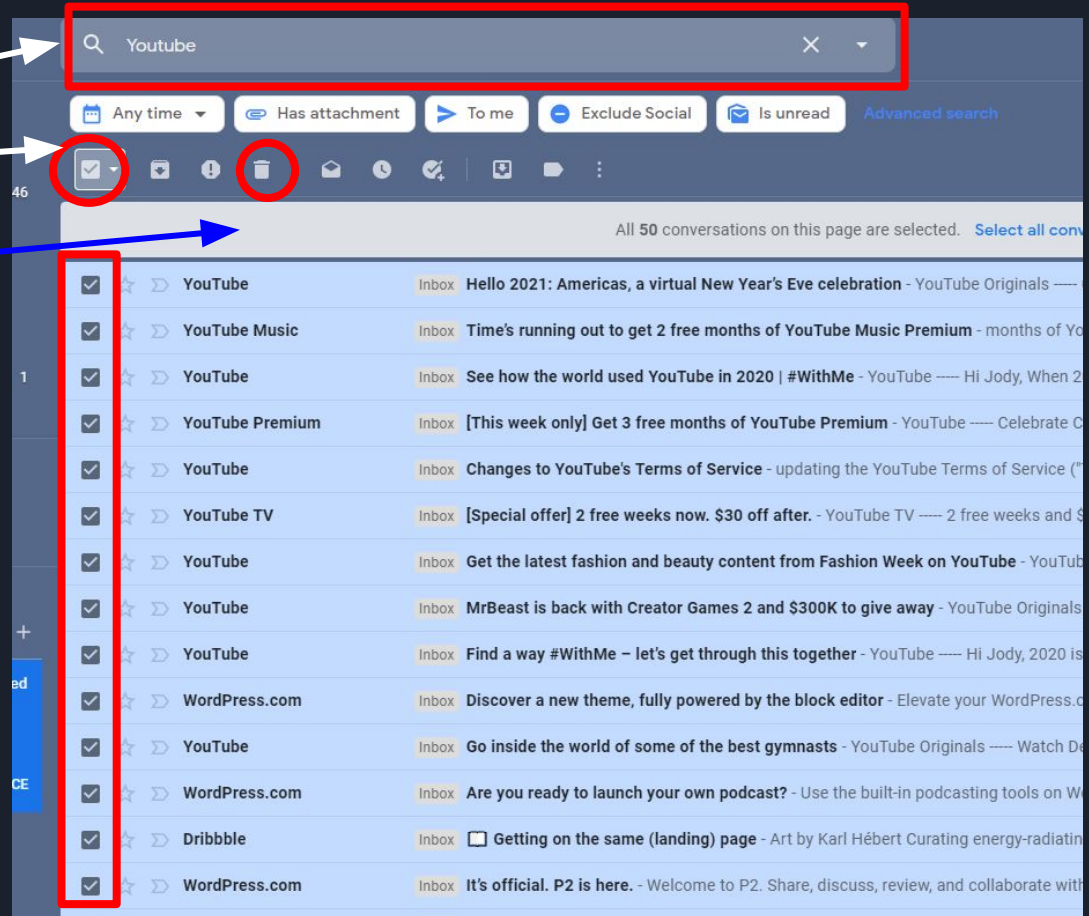 Youtube
Any time Has attachment To me Exclude Social Is unread Advanced search
46
All 50 conversations on this page are selected. Select all conv
YouTube Inbox Hello 2021: Americas, a virtual New Year's Eve celebration - YouTube Originals -----
YouTube Music Inbox Time's running out to get 2 free months of YouTube Music Premium - months of Yo
1 YouTube Inbox See how the world used YouTube in 2020 | #WithMe - YouTube ----- Hi Jody, When 2
YouTube Premium Inbox [This week only] Get 3 free months of YouTube Premium - YouTube ----- Celebrate C
YouTube Inbox Changes to YouTube's Terms of Service - updating the YouTube Terms of Service ("
YouTube TV Inbox [Special offer] 2 free weeks now. $30 off after. - YouTube TV ----- 2 free weeks and $
YouTube Inbox Get the latest fashion and beauty content from Fashion Week on YouTube - YouTub
YouTube Inbox MrBeast is back with Creator Games 2 and $300K to give away - YouTube Originals
YouTube Inbox Find a way #WithMe – let's get through this together - YouTube ----- Hi Jody, 2020 is
ed
WordPress.com Inbox Discover a new theme, fully powered by the block editor - Elevate your WordPress.c
YouTube Inbox Go inside the world of some of the best gymnasts - YouTube Originals ----- Watch De
CE
WordPress.com Inbox Are you ready to launch your own podcast? - Use the built-in podcasting tools on W
Dribbble Inbox Getting on the same (landing) page - Art by Karl Hébert Curating energy-radiatin
WordPress.com Inbox It's official. P2 is here. - Welcome to P2. Share, discuss, review, and collaborate with